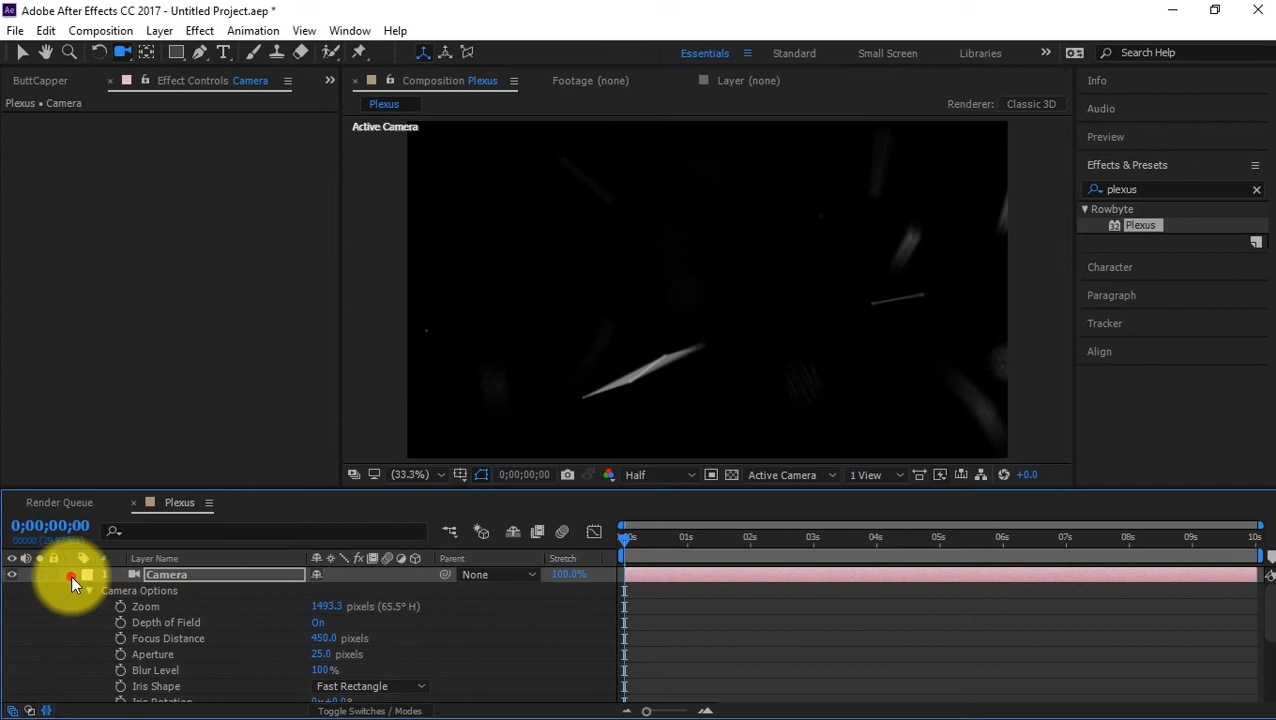 Adobe After Effects CC 2017 - Untitled Project.aep *
File Edit Composition Layer Effect Animation View Window Help
Essentials Standard Small Screen Libraries Search Help
ButtCapper Effect Controls Camera Composition Plexus Footage (none) Layer (none) Info
Plexus • Camera Plexus Renderer: Classic 3D Audio
Active Camera
Preview
Effects & Presets
plexus
Rowbyte
32 Plexus
Character
Paragraph
Tracker
Align
(33.3%) 0;00;00;00 Half Active Camera 1 View +0.0
Render Queue Plexus
0;00;00;00
01s 02s 03s 04s 05s 06s 07s 08s 09s 10s
# Layer Name Parent Stretch
1 Camera None 100.0%
Camera Options
Zoom 1493.3 pixels (65.5° H)
Depth of Field On
Focus Distance 450.0 pixels
Aperture 25.0 pixels
Blur Level 100%
Iris Shape Fast Rectangle
Iris Rotation 0x+0.0°
Toggle Switches / Modes